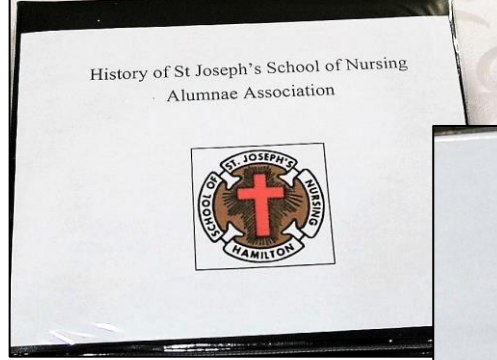 History of St Joseph's School of Nursing
Alumnae Association
SCHOOL OF
ST. JOSEPH'S
NURSING
HAMILTON